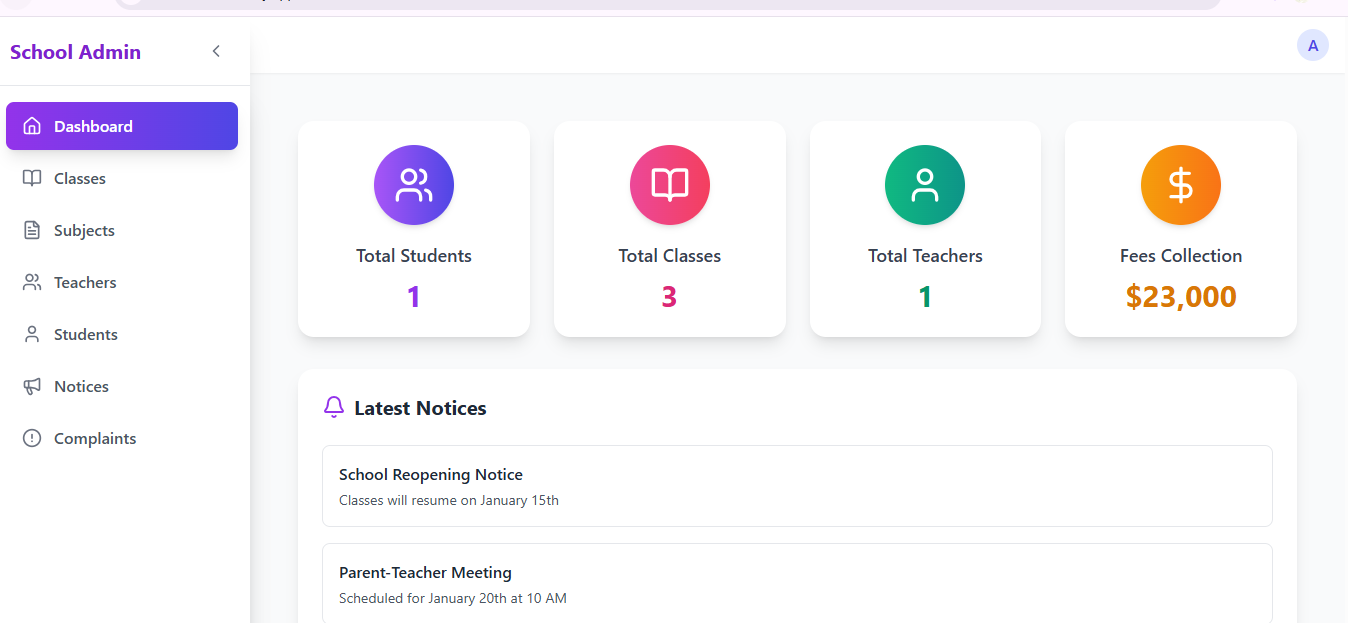 School Admin
A
Dashboard
Classes
Subjects
Teachers
Students
Notices
Complaints
Total Students
1
Total Classes
3
Total Teachers
1
Fees Collection
$23,000
Latest Notices
School Reopening Notice
Classes will resume on January 15th
Parent-Teacher Meeting
Scheduled for January 20th at 10 AM